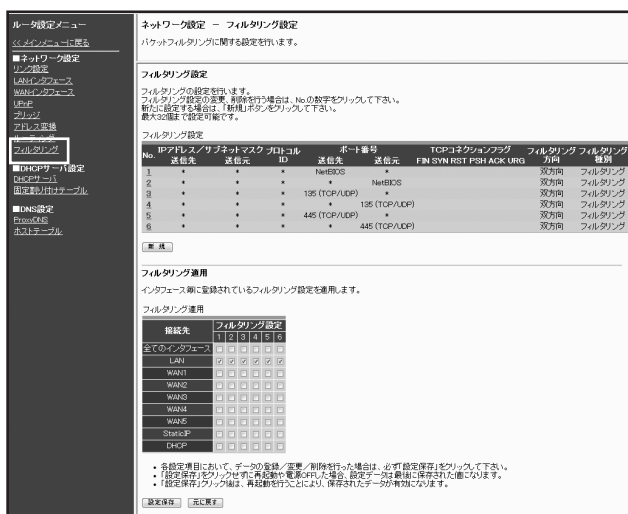 ルータ設定メニュー
<<メインメニューに戻る
■ネットワーク設定
リンク設定
LANインタフェース
WANインタフェース
UPnP
ブリッジ
アドレス変換
ルーティング
フィルタリング
■DHCPサーバ設定
DHCPサーバ
固定割り付けテーブル
■DNS設定
ProxyDNS
ホストテーブル
ネットワーク設定 － フィルタリング設定
パケットフィルタリングに関する設定を行います。
フィルタリング設定
フィルタリングの設定を行います。
フィルタリング設定の変更、削除を行う場合は、No.の数字をクリックして下さい。
新たに設定する場合は、「新規」ボタンをクリックして下さい。
最大32個まで設定可能です。
フィルタリング設定
No. IPアドレス／サブネットマスク プロトコル ポート番号 TCPコネクションフラグ フィルタリング フィルタリング
送信先 送信元 ID 送信先 送信元 FIN SYN RST PSH ACK URG 方向 種別
1 * * * NetBIOS * 双方向 フィルタリング
2 * * * * NetBIOS 双方向 フィルタリング
3 * * * 135 (TCP/UDP) * 双方向 フィルタリング
4 * * * * 135 (TCP/UDP) 双方向 フィルタリング
5 * * * 445 (TCP/UDP) * 双方向 フィルタリング
6 * * * * 445 (TCP/UDP) 双方向 フィルタリング
新 規
フィルタリング適用
インタフェース毎に登録されているフィルタリング設定を適用します。
フィルタリング適用
接続先 フィルタリング設定
1 2 3 4 5 6
全てのインタフェース
LAN
WAN1
WAN2
WAN3
WAN4
WAN5
StaticIP
DHCP
• 各設定項目において、データの登録／変更／削除を行った場合は、必ず「設定保存」をクリックして下さい。
• 「設定保存」をクリックせずに再起動や電源OFFした場合、設定データは最後に保存された値になります。
• 「設定保存」クリック後は、再起動を行うことにより、保存されたデータが有効になります。
設定保存 元に戻す